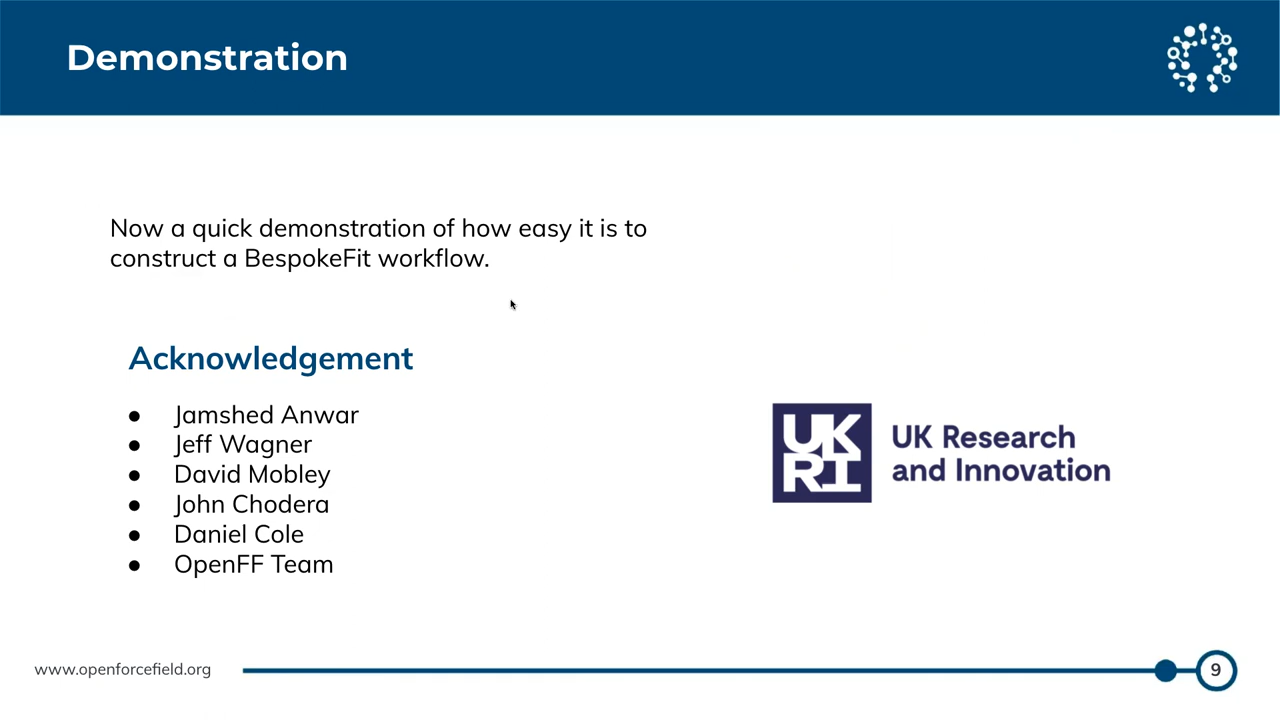 Demonstration
Now a quick demonstration of how easy it is to
construct a BespokeFit workflow.
Acknowledgement
● Jamshed Anwar
● Jeff Wagner
● David Mobley
● John Chodera
● Daniel Cole
● OpenFF Team
UK
RI
UK Research
and Innovation
www.openforcefield.org
9